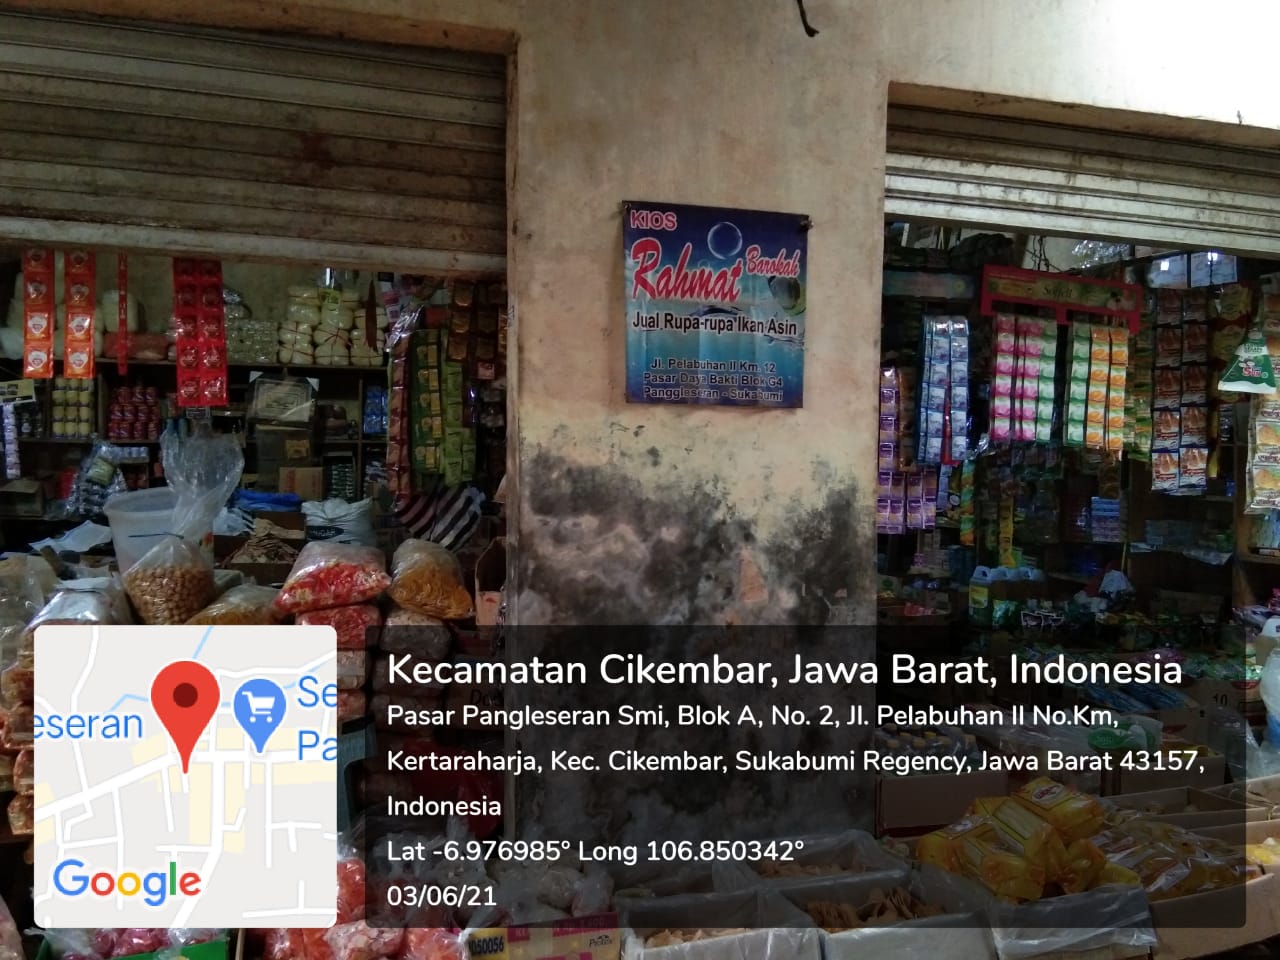 KIOS
Rahmat Barokah
Jual Rupa-rupa Ikan Asin
Jl. Pelabuhan II Km. 12
Pasar Daya Bakti Blok G4
Panggleseran - Sukabumi
eseran
Se
Pa
Google
Kecamatan Cikembar, Jawa Barat, Indonesia
Pasar Pangleseran Smi, Blok A, No. 2, Jl. Pelabuhan II No.Km,
Kertaraharja, Kec. Cikembar, Sukabumi Regency, Jawa Barat 43157,
Indonesia
Lat -6.976985° Long 106.850342°
03/06/21